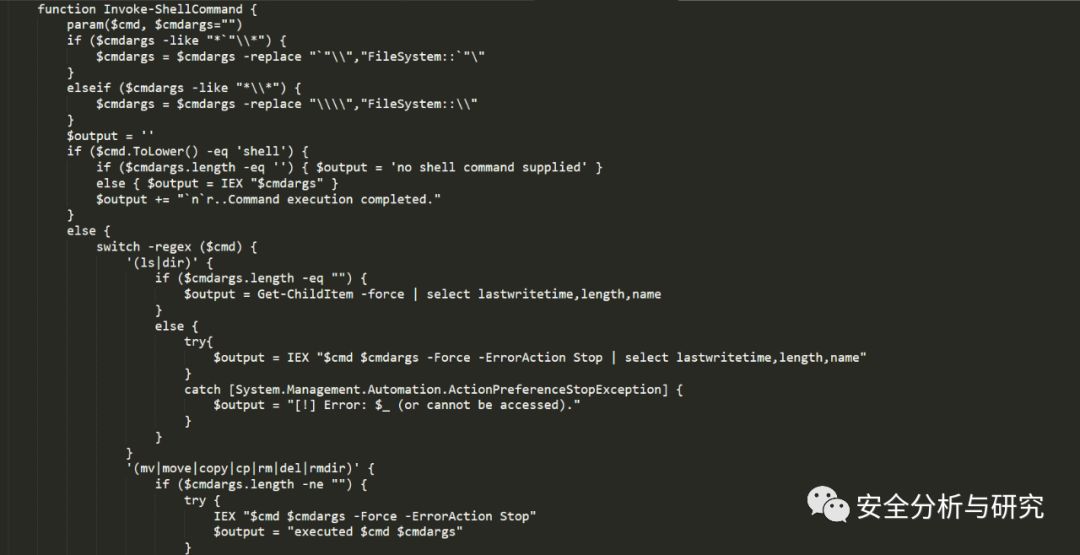 function Invoke-ShellCommand {
param($cmd, $cmdargs="")
if ($cmdargs -like "*`"\\*") {
$cmdargs = $cmdargs -replace "`"\\","FileSystem::`"\"
}
elseif ($cmdargs -like "*\\*") {
$cmdargs = $cmdargs -replace "\\\\","FileSystem::\\"
}
$output = ''
if ($cmd.ToLower() -eq 'shell') {
if ($cmdargs.length -eq '') { $output = 'no shell command supplied' }
else { $output = IEX "$cmdargs" }
$output += "`n`r..Command execution completed."
}
else {
switch -regex ($cmd) {
'(ls|dir)' {
if ($cmdargs.length -eq "") {
$output = Get-ChildItem -force | select lastwritetime,length,name
}
else {
try{
$output = IEX "$cmd $cmdargs -Force -ErrorAction Stop | select lastwritetime,length,name"
}
catch [System.Management.Automation.ActionPreferenceStopException] {
$output = "[!] Error: $_ (or cannot be accessed)."
}
}
}
'(mv|move|copy|cp|rm|del|rmdir)' {
if ($cmdargs.length -ne "") {
try {
IEX "$cmd $cmdargs -Force -ErrorAction Stop"
$output = "executed $cmd $cmdargs"
}
安全分析与研究